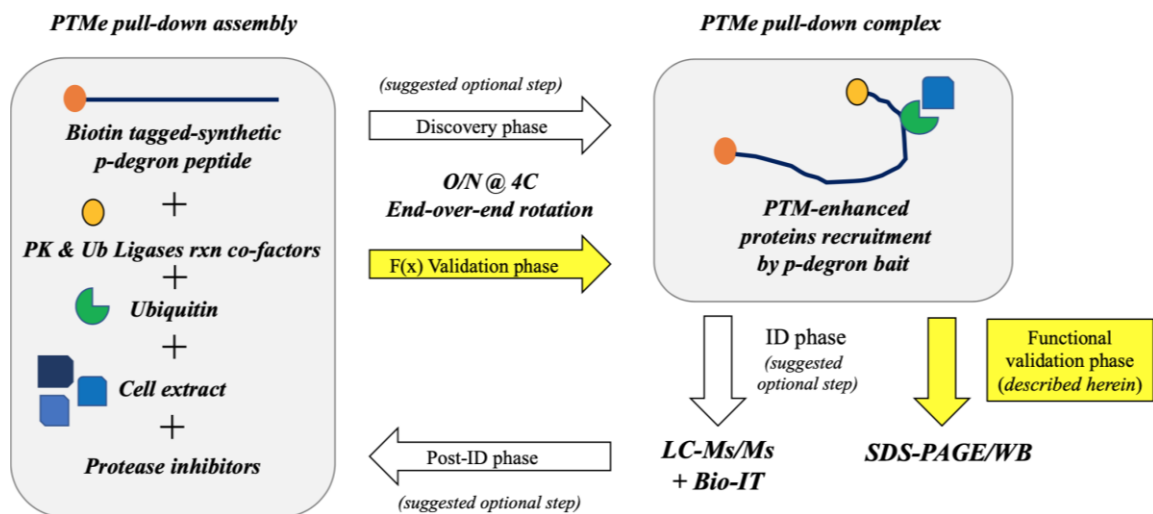 PTMe pull-down assembly
Biotin tagged-synthetic
p-degron peptide
+
PK & Ub Ligases rxn co-factors
+
Ubiquitin
+
Cell extract
+
Protease inhibitors
(suggested optional step)
Discovery phase
O/N @ 4C
End-over-end rotation
F(x) Validation phase
PTMe pull-down complex
PTM-enhanced
proteins recruitment
by p-degron bait
ID phase
(suggested
optional step)
Functional
validation phase
(described herein)
LC-Ms/Ms
+ Bio-IT
SDS-PAGE/WB
Post-ID phase
(suggested optional step)